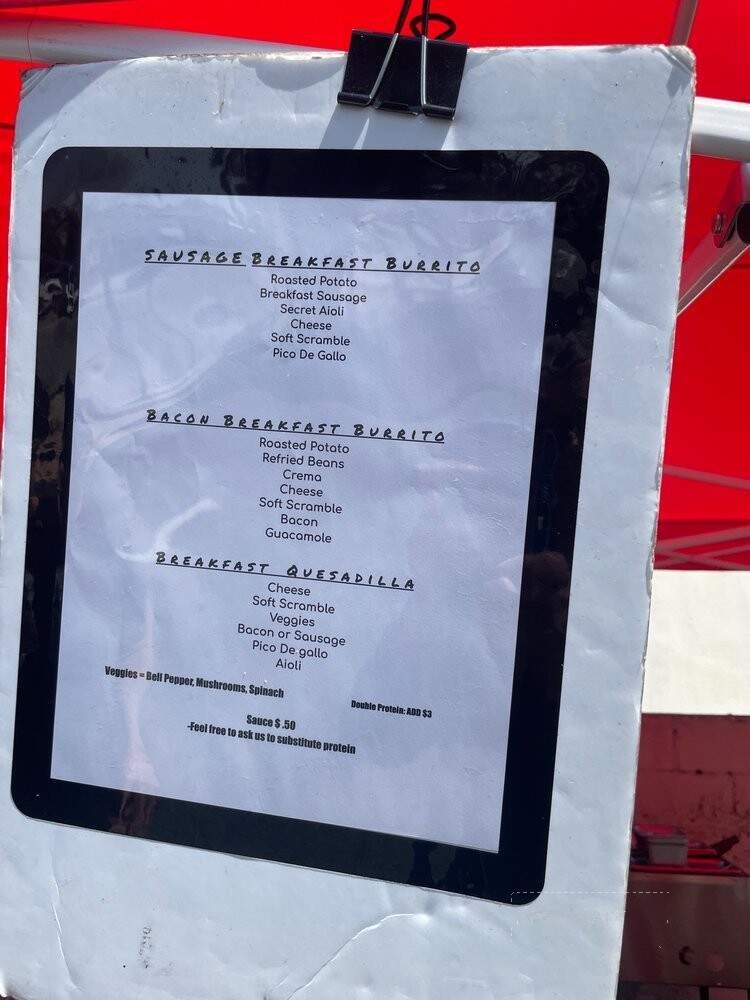 SAUSAGE BREAKFAST BURRITO
Roasted Potato
Breakfast Sausage
Secret Aioli
Cheese
Soft Scramble
Pico De Gallo
BACON BREAKFAST BURRITO
Roasted Potato
Refried Beans
Crema
Cheese
Soft Scramble
Bacon
Guacamole
BREAKFAST QUESADILLA
Cheese
Soft Scramble
Veggies
Bacon or Sausage
Pico De gallo
Aioli
Veggies = Bell Pepper, Mushrooms, Spinach
Double Protein: ADD $3
Sauce $ .50
-Feel free to ask us to substitute protein